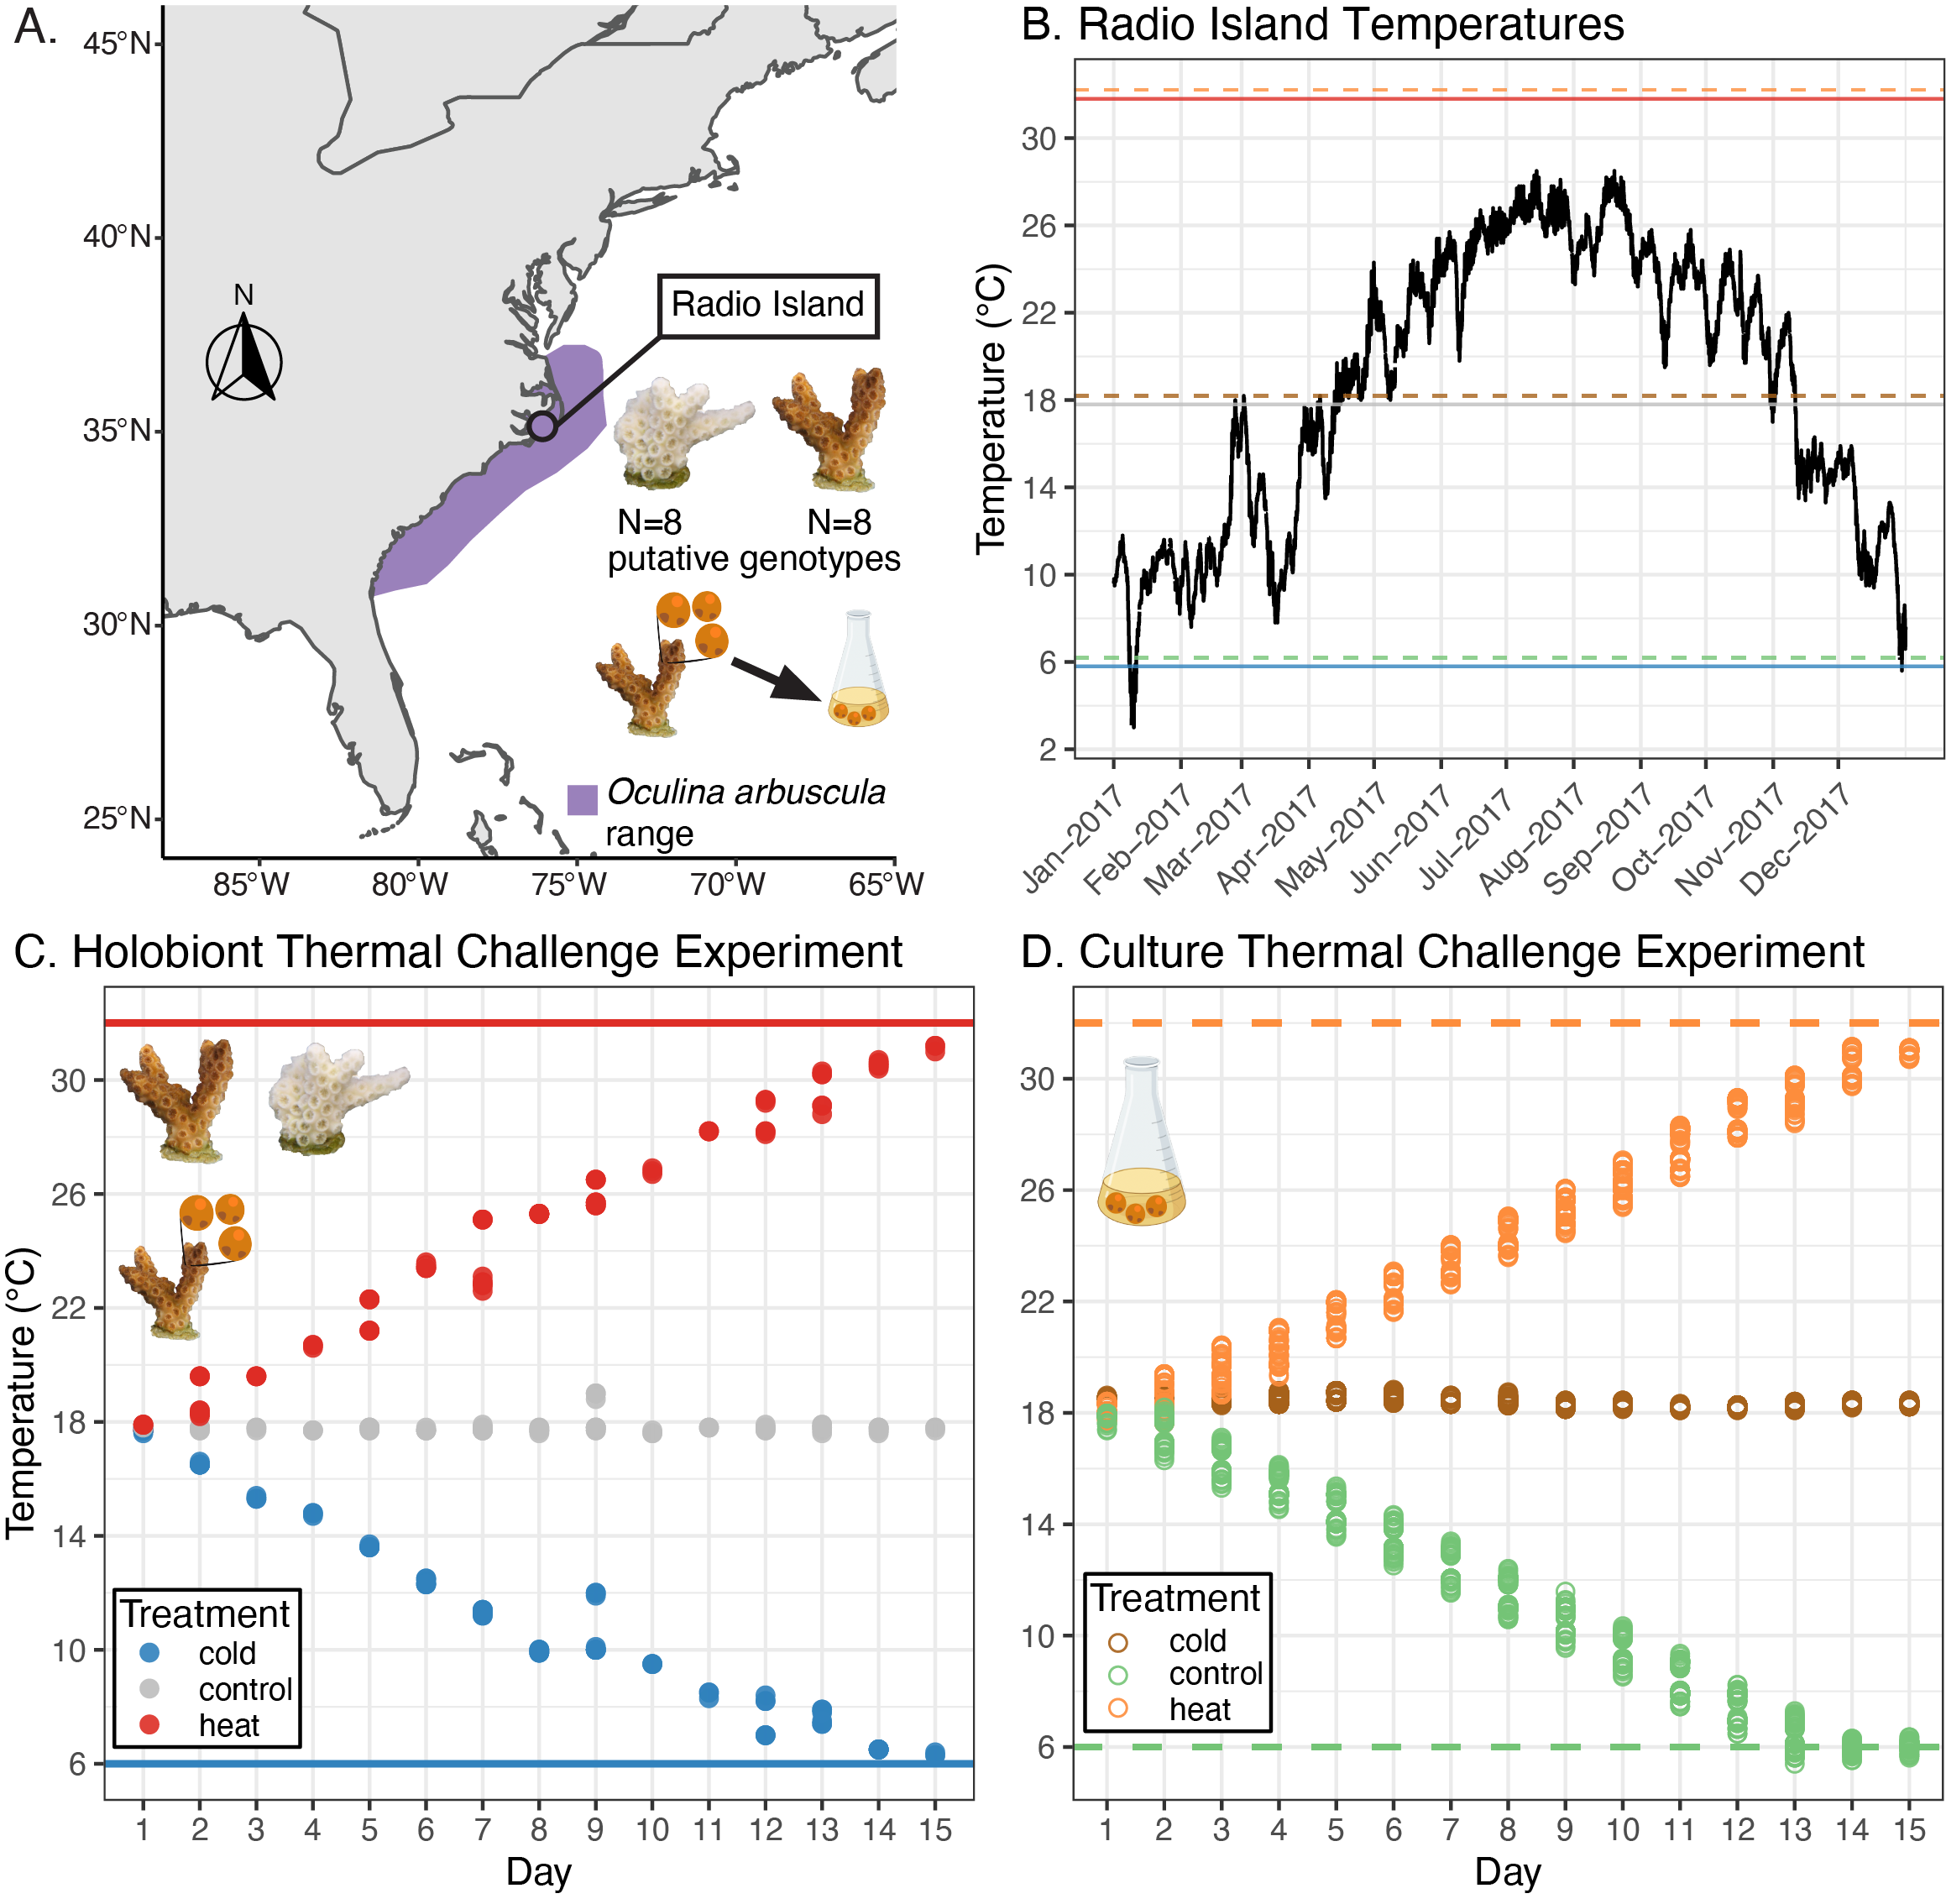 A.
45°N
40°N
35°N
30°N
25°N
N
Radio Island
N=8 N=8
putative genotypes
Oculina arbuscula
range
85°W 80°W 75°W 70°W 65°W
B. Radio Island Temperatures
Temperature (°C)
30
26
22
18
14
10
6
2
Jan-2017 Feb-2017 Mar-2017 Apr-2017 May-2017 Jun-2017 Jul-2017 Aug-2017 Sep-2017 Oct-2017 Nov-2017 Dec-2017
C. Holobiont Thermal Challenge Experiment
Temperature (°C)
30
26
22
18
14
10
6
Treatment
cold
control
heat
1 2 3 4 5 6 7 8 9 10 11 12 13 14 15
Day
D. Culture Thermal Challenge Experiment
30
26
22
18
14
10
6
Treatment
cold
control
heat
1 2 3 4 5 6 7 8 9 10 11 12 13 14 15
Day